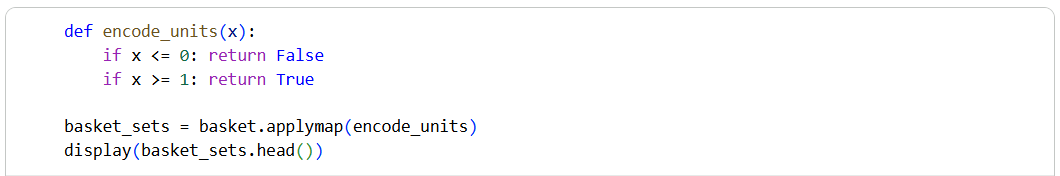 def encode_units(x):
    if x <= 0: return False
    if x >= 1: return True

basket_sets = basket.applymap(encode_units)
display(basket_sets.head())